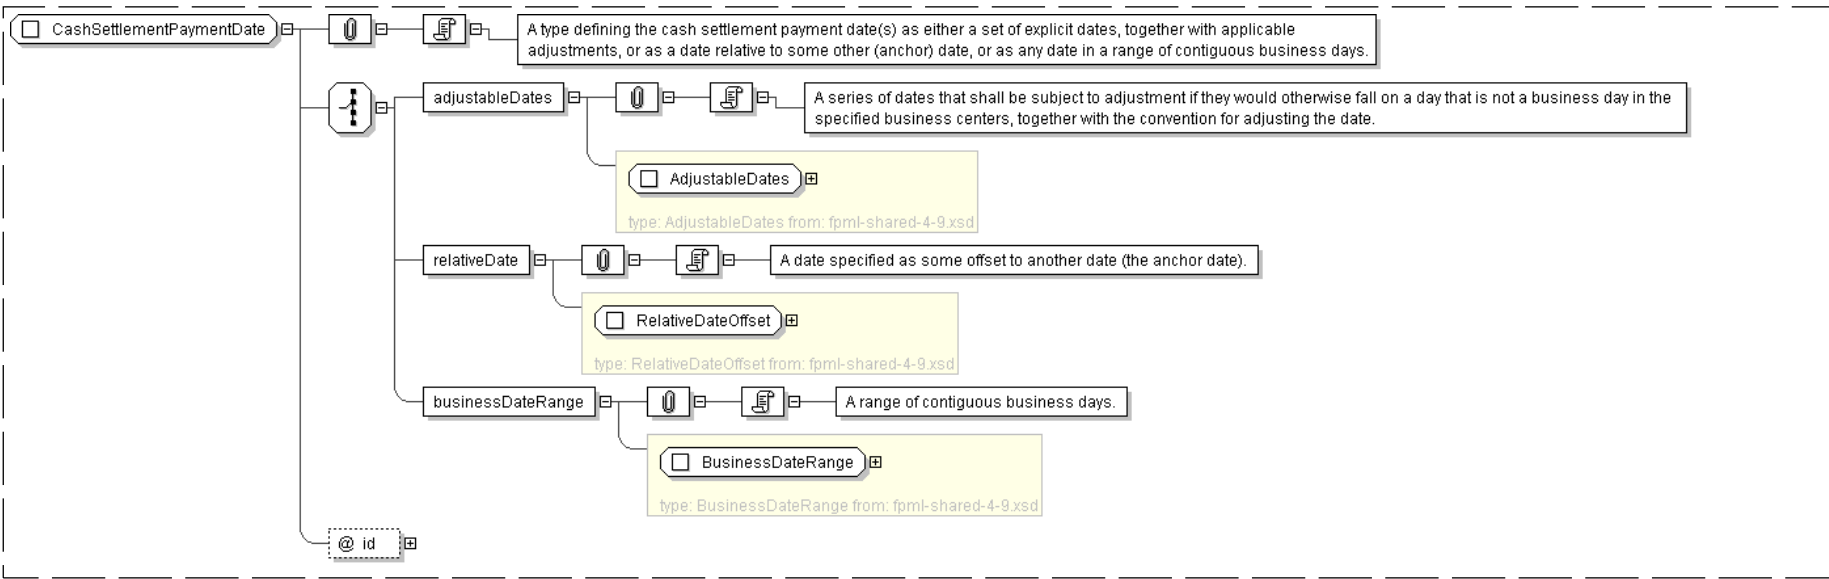 CashSettlementPaymentDate
A type defining the cash settlement payment date(s) as either a set of explicit dates, together with applicable
adjustments, or as a date relative to some other (anchor) date, or as any date in a range of contiguous business days.
adjustableDates
A series of dates that shall be subject to adjustment if they would otherwise fall on a day that is not a business day in the
specified business centers, together with the convention for adjusting the date.
AdjustableDates
type: AdjustableDates from: fpml-shared-4-9.xsd
relativeDate
A date specified as some offset to another date (the anchor date).
RelativeDateOffset
type: RelativeDateOffset from: fpml-shared-4-9.xsd
businessDateRange
A range of contiguous business days.
BusinessDateRange
type: BusinessDateRange from: fpml-shared-4-9.xsd
@ id